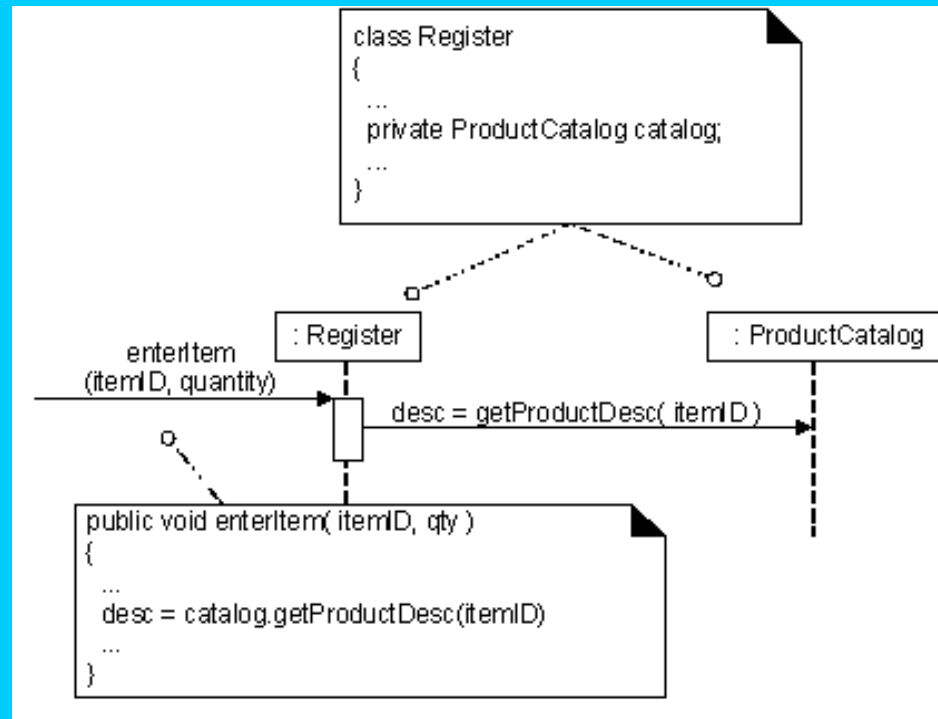 class Register
{
...
private ProductCatalog catalog;
...
}
: Register
: ProductCatalog
enterItem
(itemID, quantity)
desc = getProductDesc( itemID )
public void enterItem( itemID, qty )
{
...
desc = catalog.getProductDesc(itemID)
...
}